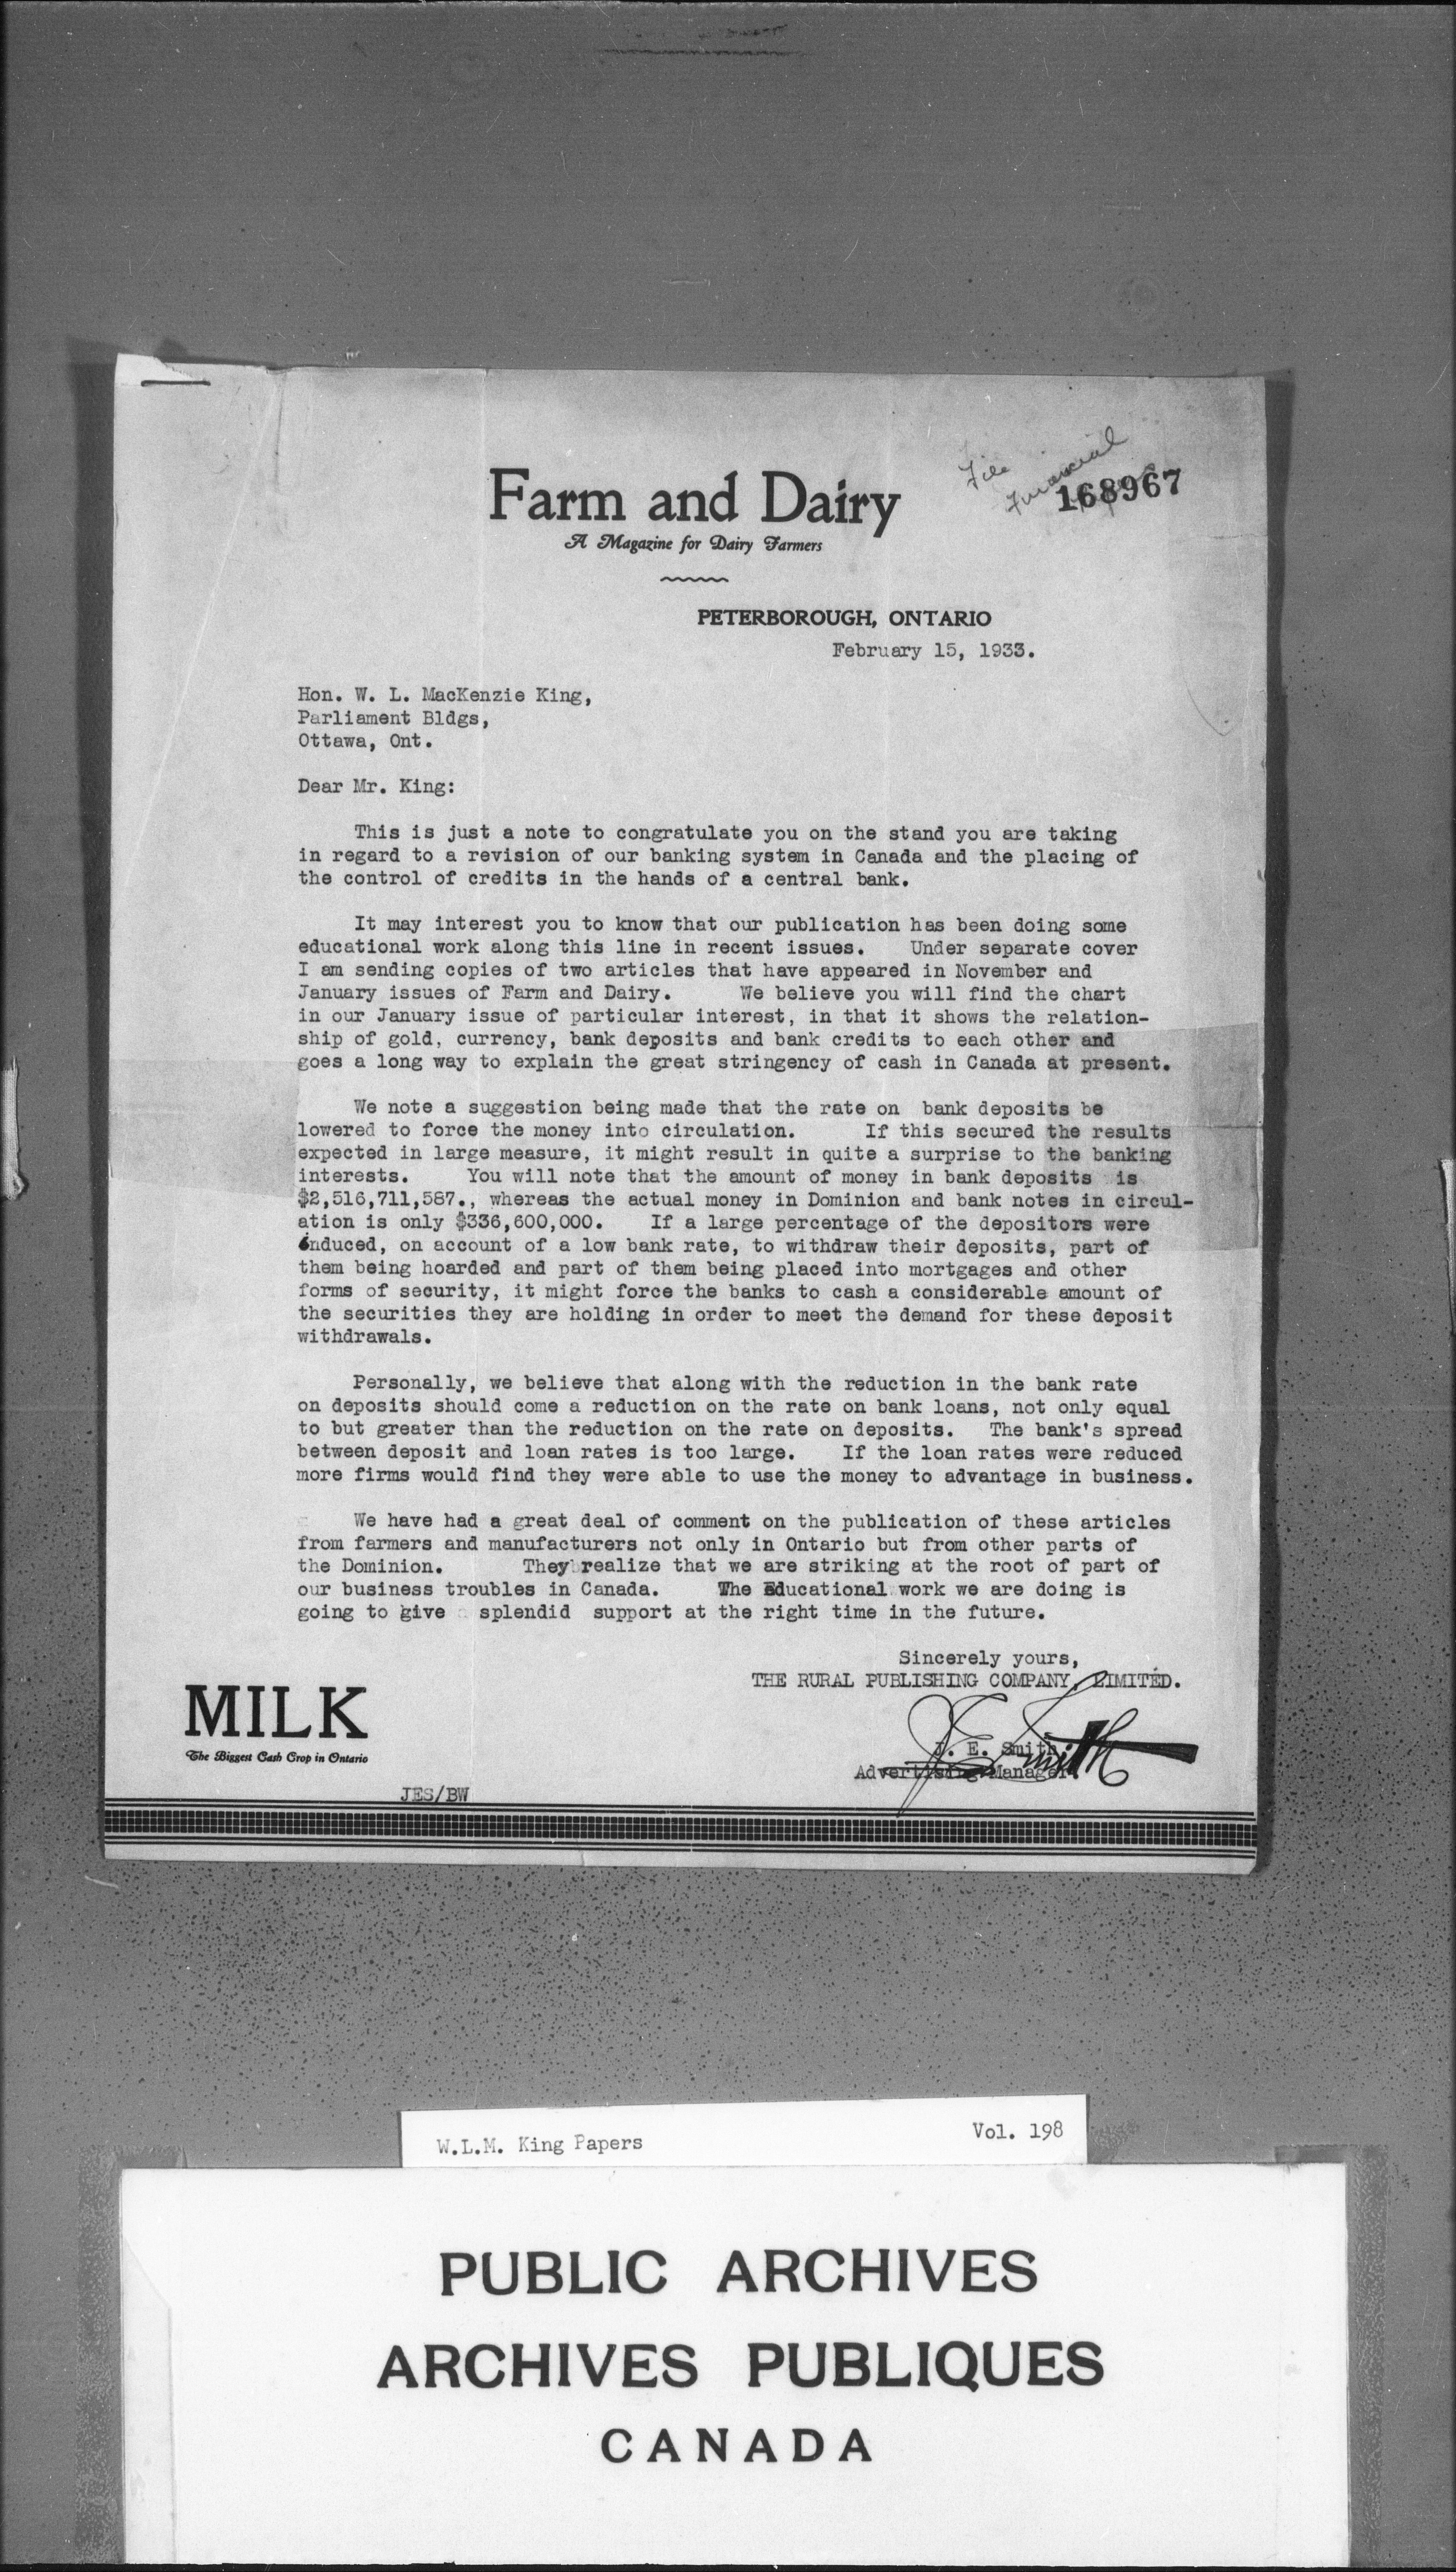 File
Financial
168967
Farm and Dairy
A Magazine for Dairy Farmers
PETERBOROUGH, ONTARIO
February 15, 1933.
Hon. W. L. MacKenzie King,
Parliament Bldgs,
Ottawa, Ont.
Dear Mr. King:
This is just a note to congratulate you on the stand you are taking
in regard to a revision of our banking system in Canada and the placing of
the control of credits in the hands of a central bank.
It may interest you to know that our publication has been doing some
educational work along this line in recent issues. Under separate cover
I am sending copies of two articles that have appeared in November and
January issues of Farm and Dairy. We believe you will find the chart
in our January issue of particular interest, in that it shows the relation-
ship of gold, currency, bank deposits and bank credits to each other and
goes a long way to explain the great stringency of cash in Canada at present.
We note a suggestion being made that the rate on bank deposits be
lowered to force the money into circulation. If this secured the results
expected in large measure, it might result in quite a surprise to the banking
interests. You will note that the amount of money in bank deposits is
$2,516,711,587., whereas the actual money in Dominion and bank notes in circul-
ation is only $336,600,000. If a large percentage of the depositors were
induced, on account of a low bank rate, to withdraw their deposits, part of
them being hoarded and part of them being placed into mortgages and other
forms of security, it might force the banks to cash a considerable amount of
the securities they are holding in order to meet the demand for these deposit
withdrawals.
Personally, we believe that along with the reduction in the bank rate
on deposits should come a reduction on the rate on bank loans, not only equal
to but greater than the reduction on the rate on deposits. The bank's spread
between deposit and loan rates is too large. If the loan rates were reduced
more firms would find they were able to use the money to advantage in business.
We have had a great deal of comment on the publication of these articles
from farmers and manufacturers not only in Ontario but from other parts of
the Dominion. They realize that we are striking at the root of part of
our business troubles in Canada. The Educational work we are doing is
going to give splendid support at the right time in the future.
Sincerely yours,
THE RURAL PUBLISHING COMPANY, LIMITED.
J E Smith
J. E. Smith
Advertising Manager.
MILK
The Biggest Cash Crop in Ontario
JES/BW
W.L.M. King Papers
Vol. 198
PUBLIC ARCHIVES
ARCHIVES PUBLIQUES
CANADA